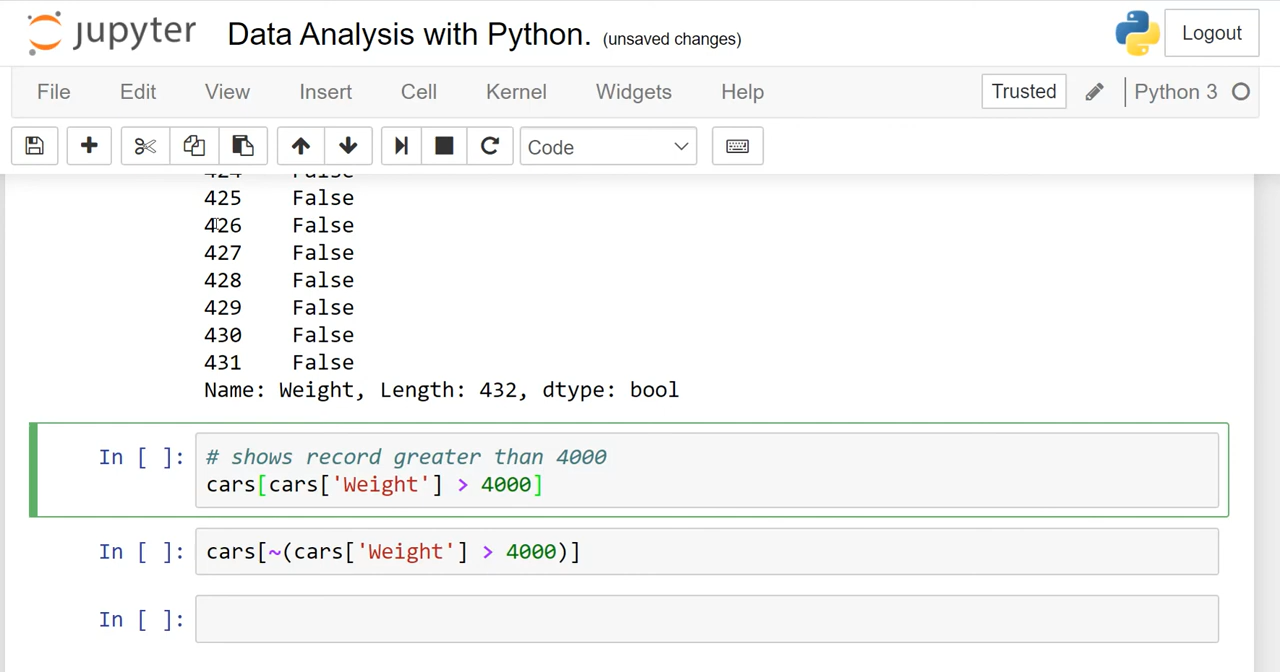 jupyter Data Analysis with Python. (unsaved changes) Logout
File Edit View Insert Cell Kernel Widgets Help Trusted Python 3
Code
424 False
425 False
426 False
427 False
428 False
429 False
430 False
431 False
Name: Weight, Length: 432, dtype: bool
In [ ]: # shows record greater than 4000
cars[cars['Weight'] > 4000]
In [ ]: cars[~(cars['Weight'] > 4000)]
In [ ]: